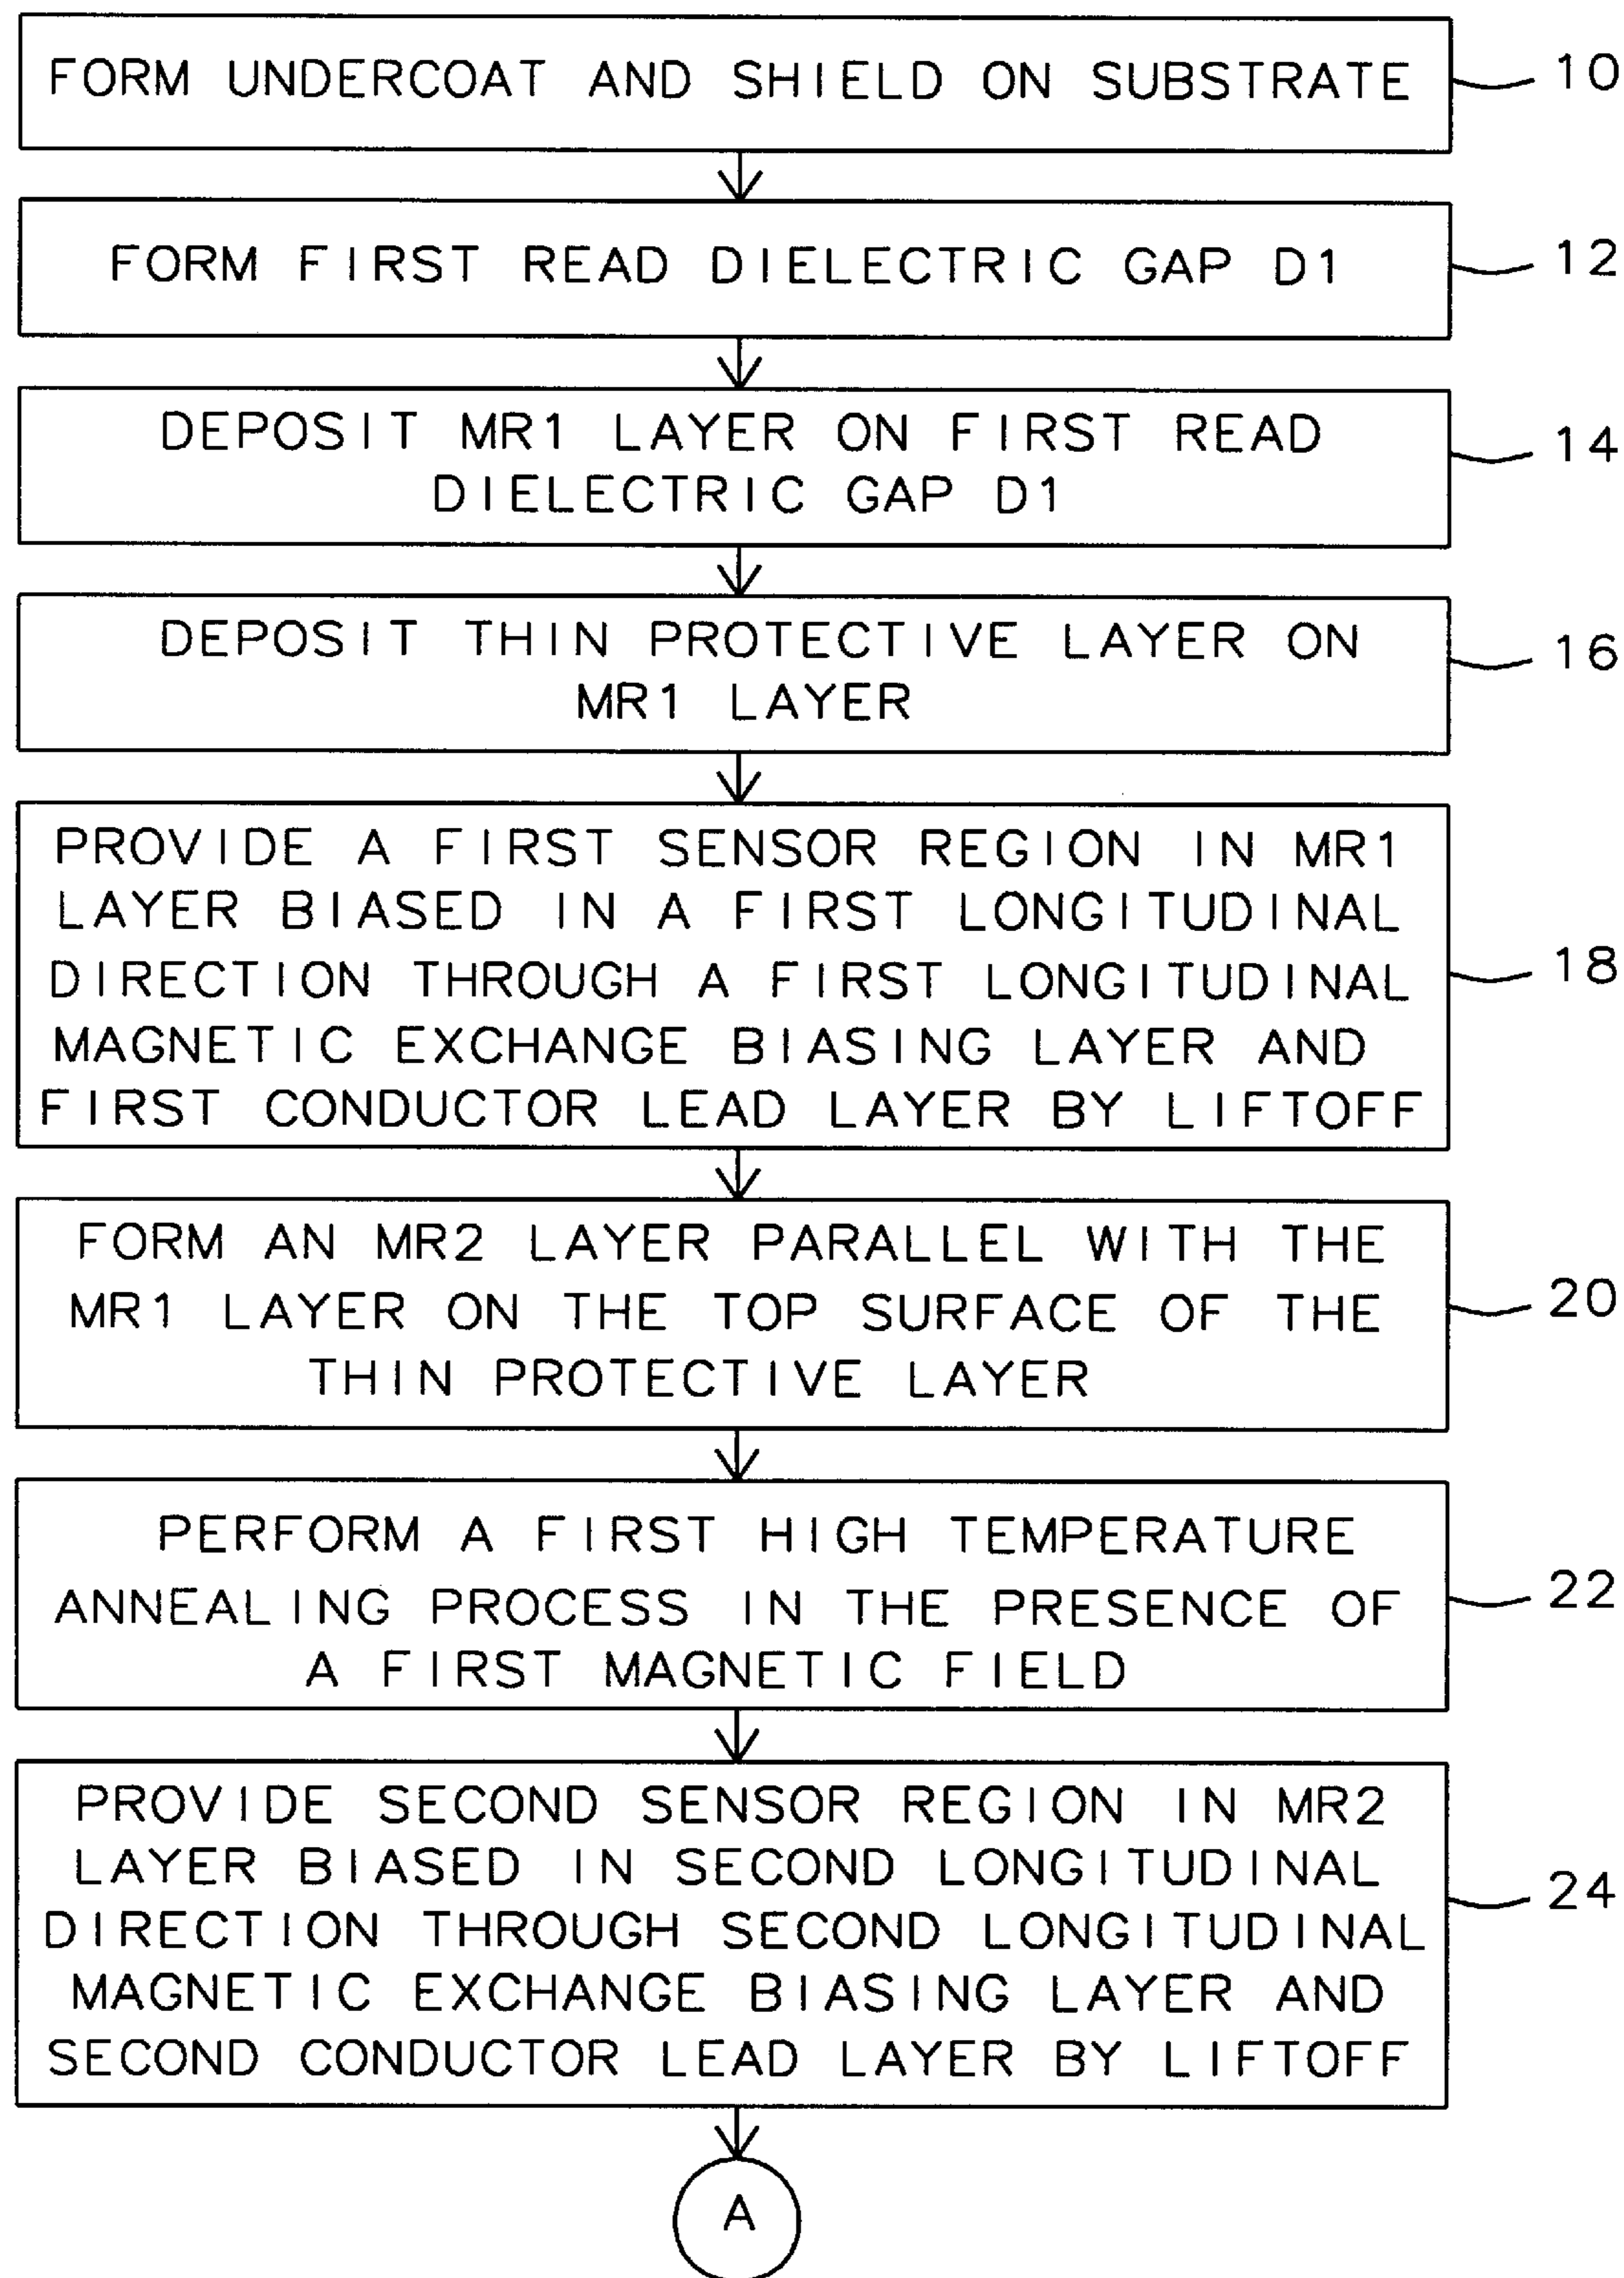 FORM UNDERCOAT AND SHIELD ON SUBSTRATE
10
FORM FIRST READ DIELECTRIC GAP D1
12
DEPOSIT MR1 LAYER ON FIRST READ
DIELECTRIC GAP D1
14
DEPOSIT THIN PROTECTIVE LAYER ON
MR1 LAYER
16
PROVIDE A FIRST SENSOR REGION IN MR1
LAYER BIASED IN A FIRST LONGITUDINAL
DIRECTION THROUGH A FIRST LONGITUDINAL
MAGNETIC EXCHANGE BIASING LAYER AND
FIRST CONDUCTOR LEAD LAYER BY LIFTOFF
18
FORM AN MR2 LAYER PARALLEL WITH THE
MR1 LAYER ON THE TOP SURFACE OF THE
THIN PROTECTIVE LAYER
20
PERFORM A FIRST HIGH TEMPERATURE
ANNEALING PROCESS IN THE PRESENCE OF
A FIRST MAGNETIC FIELD
22
PROVIDE SECOND SENSOR REGION IN MR2
LAYER BIASED IN SECOND LONGITUDINAL
DIRECTION THROUGH SECOND LONGITUDINAL
MAGNETIC EXCHANGE BIASING LAYER AND
SECOND CONDUCTOR LEAD LAYER BY LIFTOFF
24
A